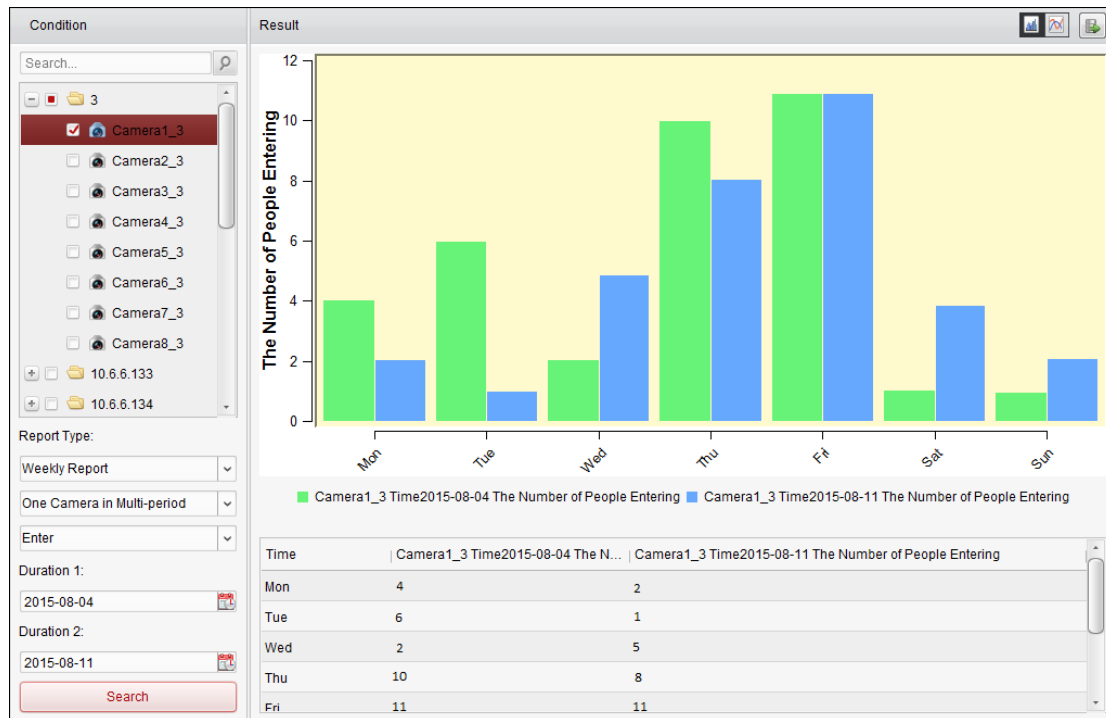 Condition
Search...
3
Camera1_3
Camera2_3
Camera3_3
Camera4_3
Camera5_3
Camera6_3
Camera7_3
Camera8_3
10.6.6.133
10.6.6.134
Report Type:
Weekly Report
One Camera in Multi-period
Enter
Duration 1:
2015-08-04
Duration 2:
2015-08-11
Search
Result
The Number of People Entering
12
10
8
6
4
2
0
Mon
Tue
Wed
Thu
Fri
Sat
Sun
Camera1_3 Time2015-08-04 The Number of People Entering
Camera1_3 Time2015-08-11 The Number of People Entering
Time Camera1_3 Time2015-08-04 The N... Camera1_3 Time2015-08-11 The Number of People Entering
Mon 4 2
Tue 6 1
Wed 2 5
Thu 10 8
Fri 11 11